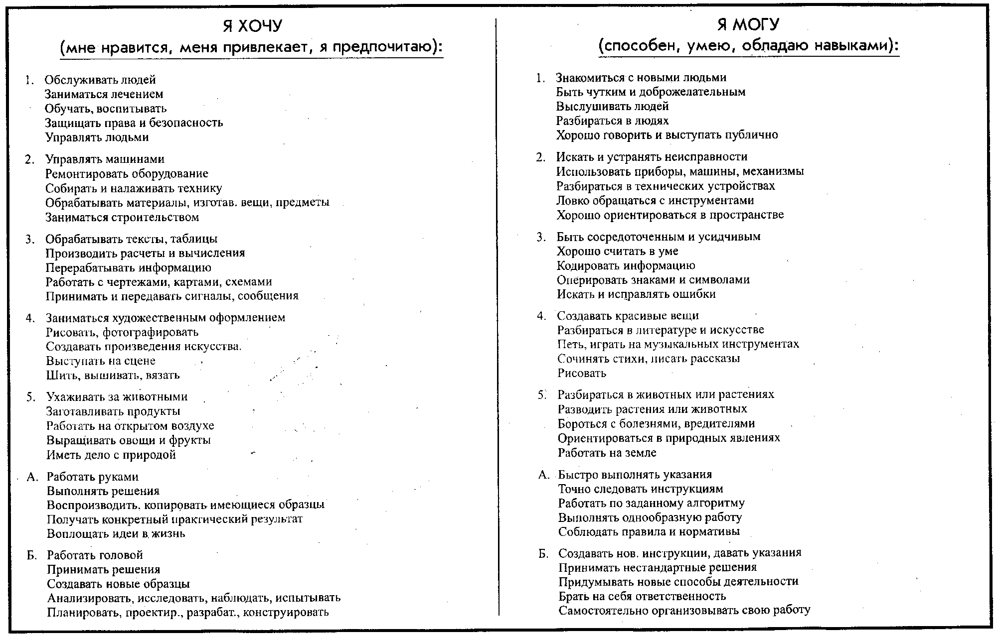 Я ХОЧУ
(мне нравится, меня привлекает, я предпочитаю):
1. Обслуживать людей
Заниматься лечением
Обучать, воспитывать
Защищать права и безопасность
Управлять людьми
2. Управлять машинами
Ремонтировать оборудование
Собирать и налаживать технику
Обрабатывать материалы, изготав. вещи, предметы
Заниматься строительством
3. Обрабатывать тексты, таблицы
Производить расчеты и вычисления
Перерабатывать информацию
Работать с чертежами, картами, схемами
Принимать и передавать сигналы, сообщения
4. Заниматься художественным оформлением
Рисовать, фотографировать
Создавать произведения искусства.
Выступать на сцене
Шить, вышивать, вязать
5. Ухаживать за животными
Заготавливать продукты
Работать на открытом воздухе
Выращивать овощи и фрукты
Иметь дело с природой
А. Работать руками
Выполнять решения
Воспроизводить, копировать имеющиеся образцы
Получать конкретный практический результат
Воплощать идеи в жизнь
Б. Работать головой
Принимать решения
Создавать новые образцы
Анализировать, исследовать, наблюдать, испытывать
Планировать, проектир., разрабат., конструировать
Я МОГУ
(способен, умею, обладаю навыками):
1. Знакомиться с новыми людьми
Быть чутким и доброжелательным
Выслушивать людей
Разбираться в людях
Хорошо говорить и выступать публично
2. Искать и устранять неисправности
Использовать приборы, машины, механизмы
Разбираться в технических устройствах
Ловко обращаться с инструментами
Хорошо ориентироваться в пространстве
3. Быть сосредоточенным и усидчивым
Хорошо считать в уме
Кодировать информацию
Оперировать знаками и символами
Искать и исправлять ошибки
4. Создавать красивые вещи
Разбираться в литературе и искусстве
Петь, играть на музыкальных инструментах
Сочинять стихи, писать рассказы
Рисовать
5. Разбираться в животных или растениях
Разводить растения или животных
Бороться с болезнями, вредителями
Ориентироваться в природных явлениях
Работать на земле
А. Быстро выполнять указания
Точно следовать инструкциям
Работать по заданному алгоритму
Выполнять однообразную работу
Соблюдать правила и нормативы
Б. Создавать нов. инструкции, давать указания
Принимать нестандартные решения
Придумывать новые способы деятельности
Брать на себя ответственность
Самостоятельно организовывать свою работу